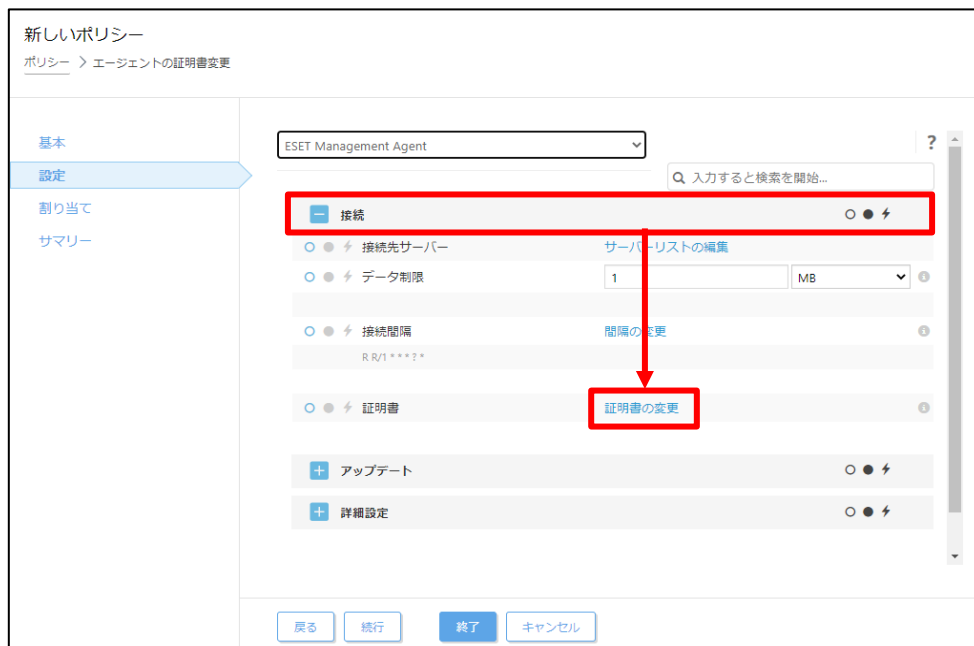 新しいポリシー
ポリシー > エージェントの証明書変更
基本
設定
割り当て
サマリー
ESET Management Agent
?
入力すると検索を開始...
接続
接続先サーバー サーバーリストの編集
データ制限 1 MB
接続間隔 間隔の変更
R R/1 * * * ? *
証明書 証明書の変更
アップデート
詳細設定
戻る 続行 終了 キャンセル